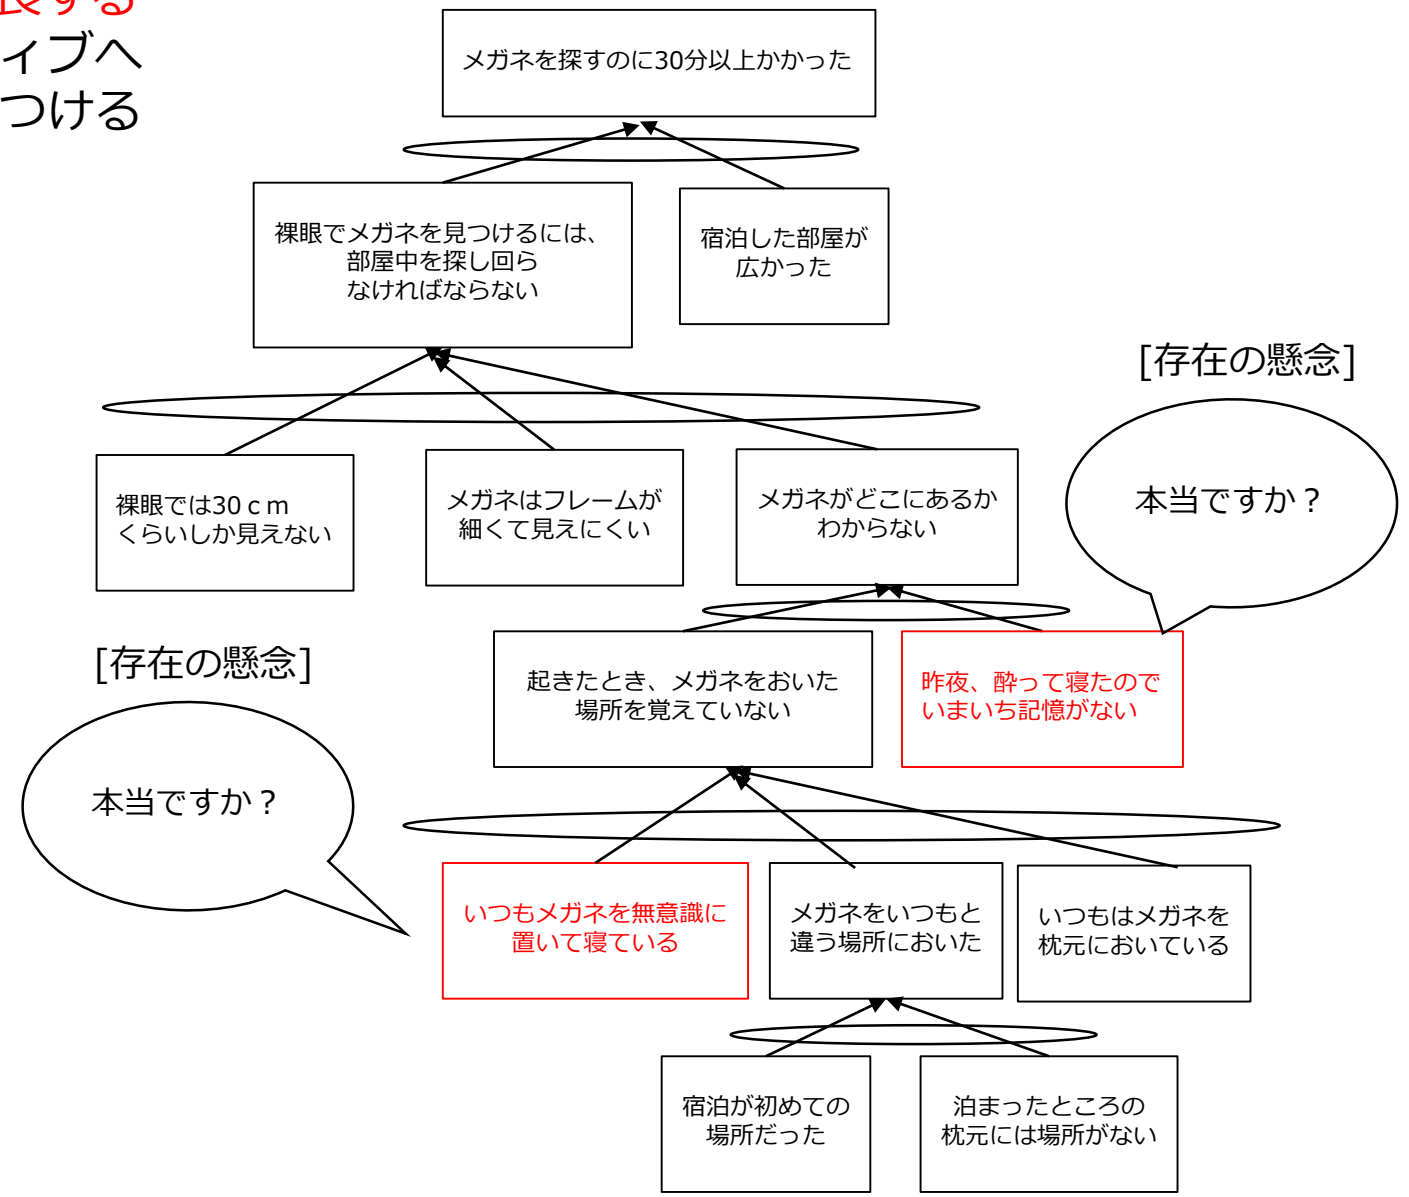 長する
ィブへ
つける
メガネを探すのに30分以上かかった
裸眼でメガネを見つけるには、
部屋中を探し回ら
なければならない
宿泊した部屋が
広かった
[存在の懸念]
本当ですか？
裸眼では30ｃｍ
くらいしか見えない
メガネはフレームが
細くて見えにくい
メガネがどこにあるか
わからない
[存在の懸念]
本当ですか？
起きたとき、メガネをおいた
場所を覚えていない
昨夜、酔って寝たので
いまいち記憶がない
いつもメガネを無意識に
置いて寝ている
メガネをいつもと
違う場所においた
いつもはメガネを
枕元においている
宿泊が初めての
場所だった
泊まったところの
枕元には場所がない